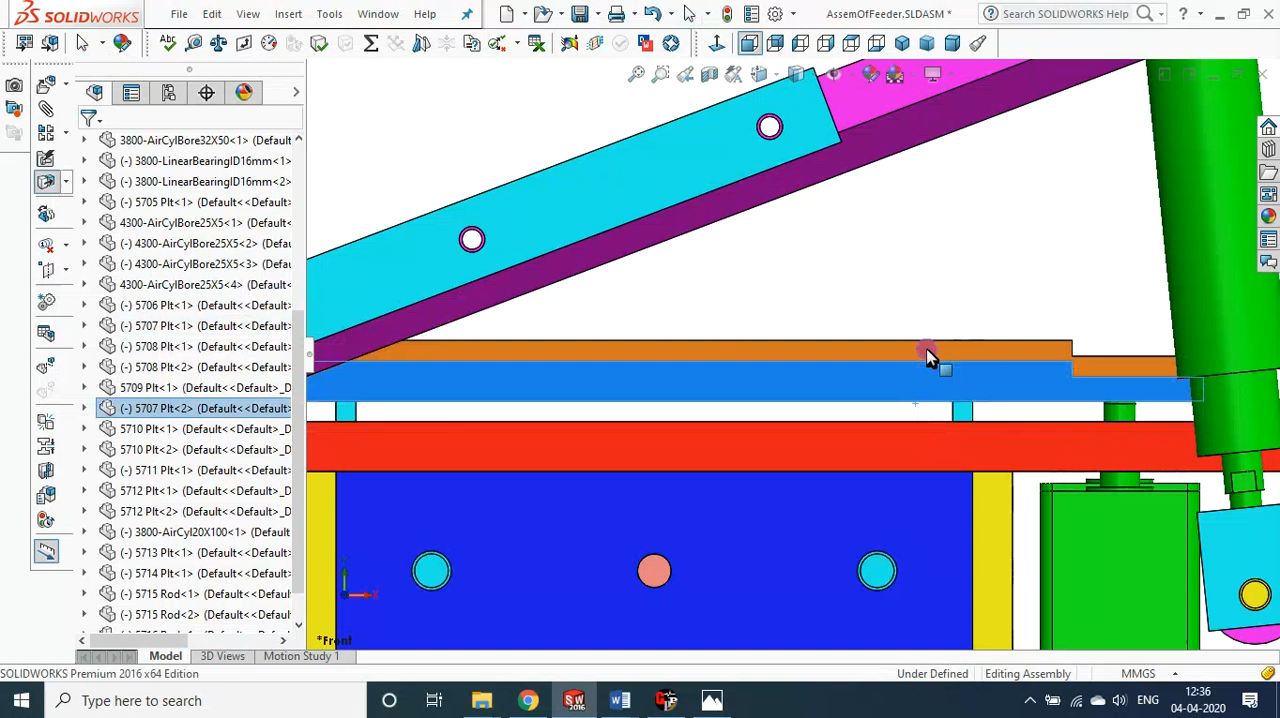 SOLIDWORKS
File
Edit
View
Insert
Tools
Window
Help
AssemOfFeeder.SLDASM *
Search SOLIDWORKS Help
?
3800-AirCylBore32X50<1> (Default
(-) 3800-LinearBearingID16mm<1>
(-) 3800-LinearBearingID16mm<2>
(-) 5705 Plt<1> (Default<<Default>
4300-AirCylBore25X5<1> (Default
(-) 4300-AirCylBore25X5<2> (Defau
(-) 4300-AirCylBore25X5<3> (Defau
4300-AirCylBore25X5<4> (Default
(-) 5706 Plt<1> (Default<<Default>
(-) 5707 Plt<1> (Default<<Default>
(-) 5708 Plt<1> (Default<<Default>
(-) 5708 Plt<2> (Default<<Default>
5709 Plt<1> (Default<<Default>_D
(-) 5707 Plt<2> (Default<<Default>
5710 Plt<1> (Default<<Default>_D
5710 Plt<2> (Default<<Default>_D
(-) 5711 Plt<1> (Default<<Default>
5712 Plt<1> (Default<<Default>_D
5712 Plt<2> (Default<<Default>_D
(-) 3800-AirCyl20X100<1> (Default
(-) 5713 Plt<1> (Default<<Default>
(-) 5714 Plt<1> (Default<<Default>
(-) 5715 Rod<1> (Default<<Default
(-) 5715 Rod<2> (Default<<Default
X
*Front
Model
3D Views
Motion Study 1
SOLIDWORKS Premium 2016 x64 Edition
Under Defined
Editing Assembly
MMGS
Type here to search
SW
2016
W
ENG
12:36
04-04-2020